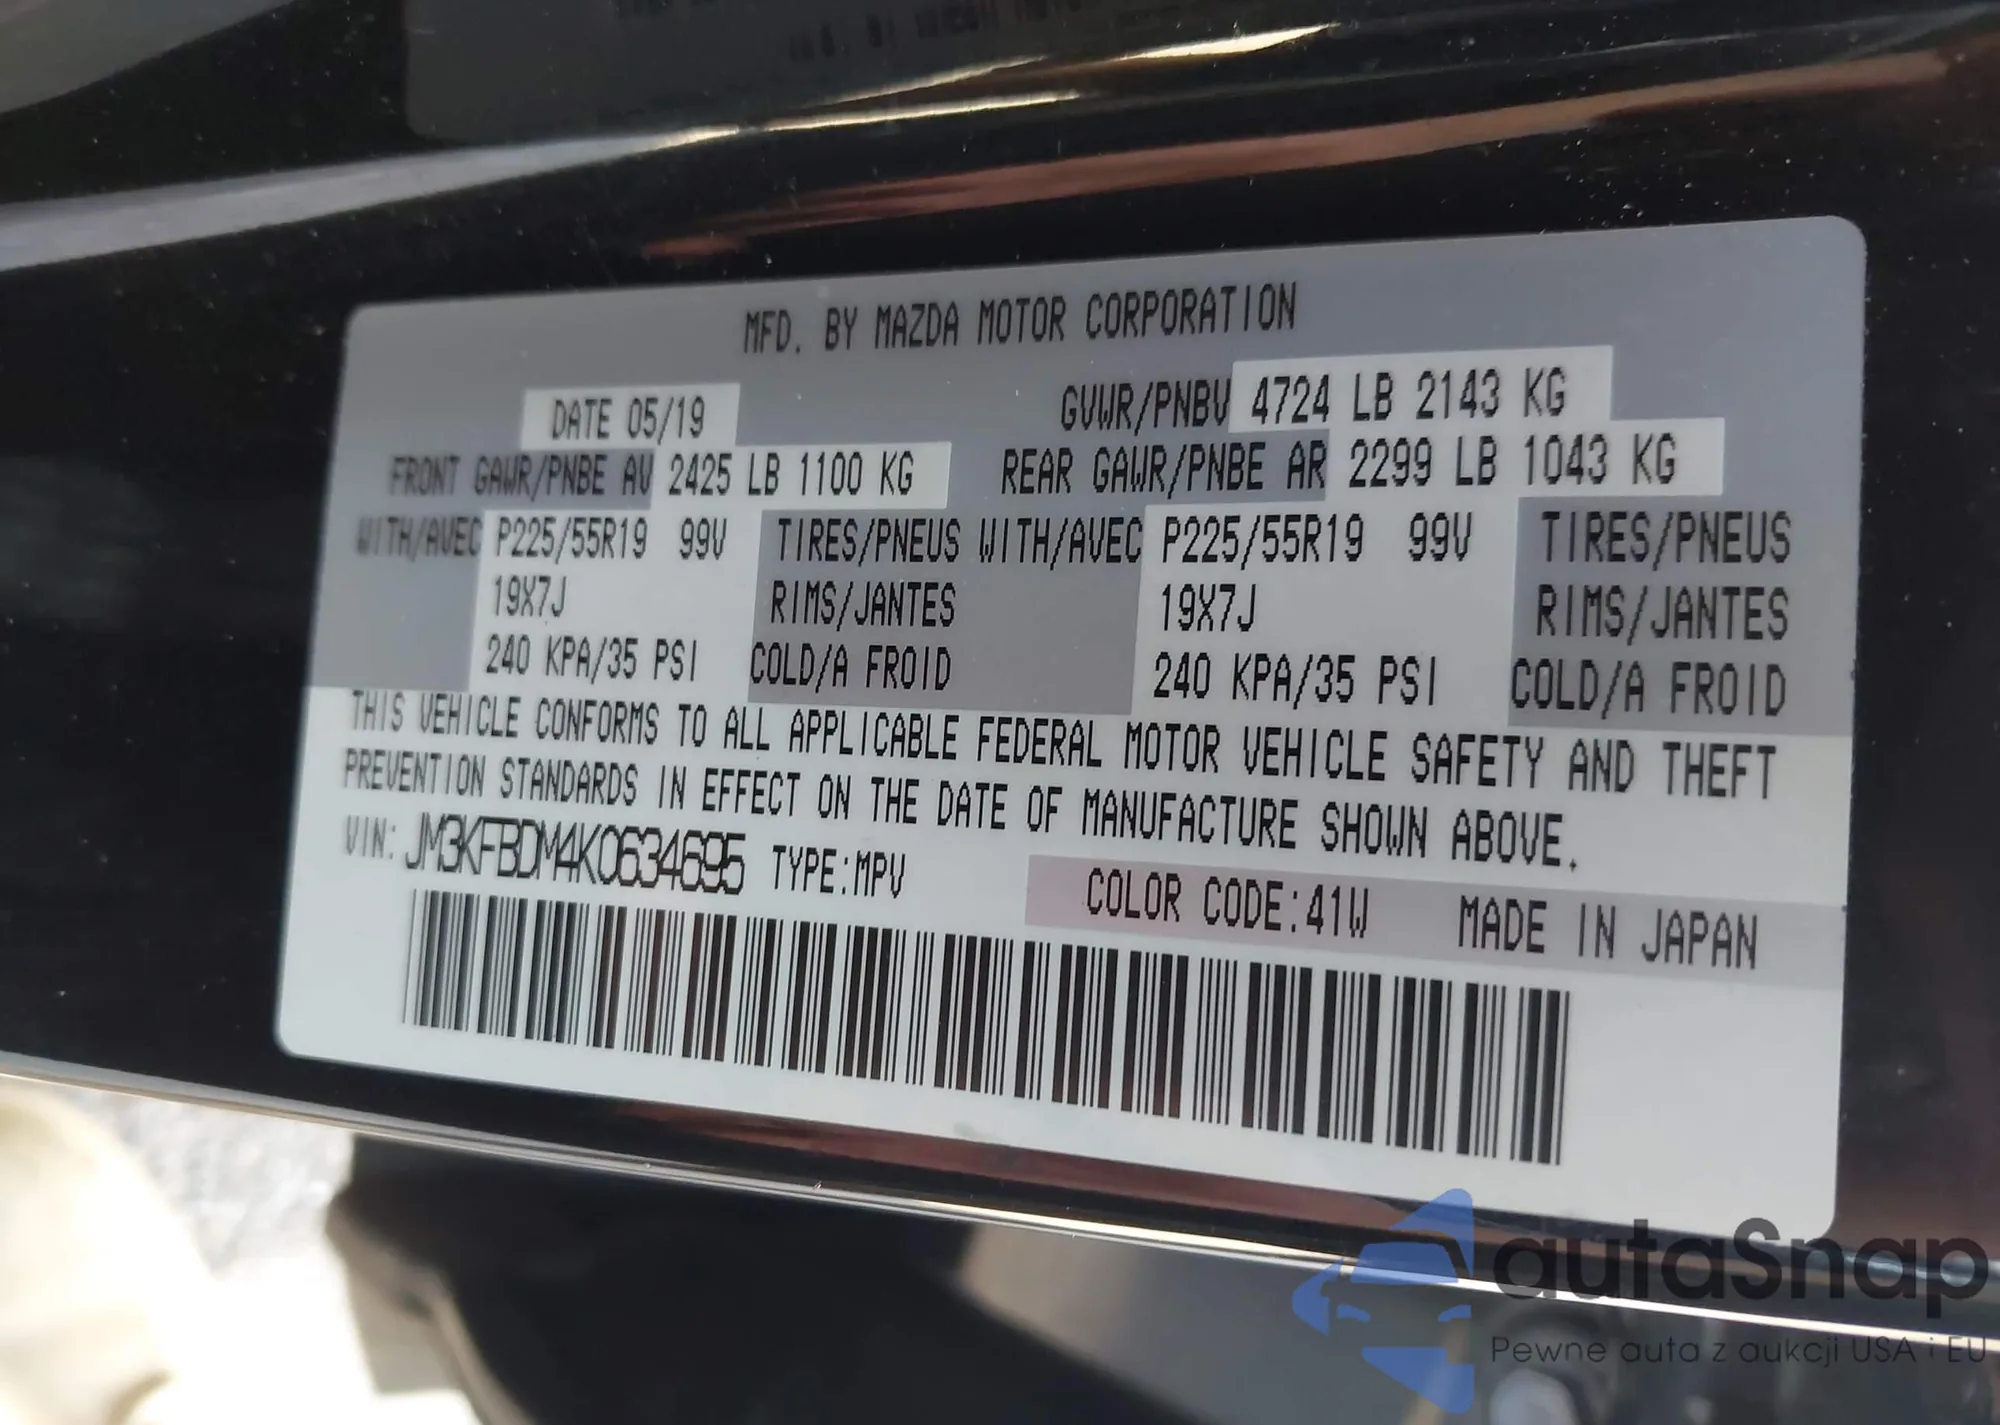 MFD. BY MAZDA MOTOR CORPORATION
DATE 05/19 GVWR/PNBV 4724 LB 2143 KG
FRONT GAWR/PNBE AV 2425 LB 1100 KG REAR GAWR/PNBE AR 2299 LB 1043 KG
WITH/AVEC P225/55R19 99V TIRES/PNEUS WITH/AVEC P225/55R19 99V TIRES/PNEUS
19X7J RIMS/JANTES 19X7J RIMS/JANTES
240 KPA/35 PSI COLD/A FROID 240 KPA/35 PSI COLD/A FROID
THIS VEHICLE CONFORMS TO ALL APPLICABLE FEDERAL MOTOR VEHICLE SAFETY AND THEFT
PREVENTION STANDARDS IN EFFECT ON THE DATE OF MANUFACTURE SHOWN ABOVE.
VIN: JM3KFBDM4K0634695 TYPE:MPV COLOR CODE:41W MADE IN JAPAN
autaSnap
Pewne auta z aukcji USA i EU